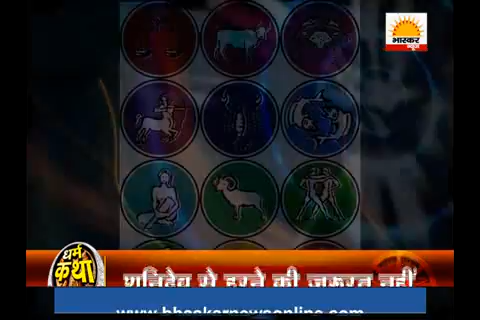 भास्कर
न्यूज़
धर्म
कथा
शनिदेव से डरने की जरूरत नहीं
www.bhaskarnewsonline.com